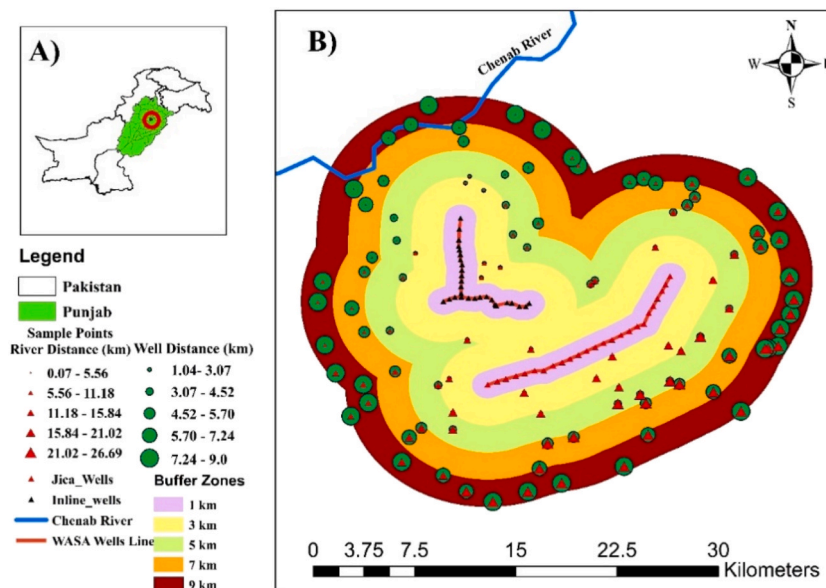 A)
Legend
Pakistan
Punjab
Sample Points
River Distance (km)
0.07 - 5.56
5.56 - 11.18
11.18 - 15.84
15.84 - 21.02
21.02 - 26.69
Jica_Wells
Inline_wells
Chenab River
WASA Wells Line
Well Distance (km)
1.04- 3.07
3.07 - 4.52
4.52 - 5.70
5.70 - 7.24
7.24 - 9.0
Buffer Zones
1 km
3 km
5 km
7 km
9 km
B)
Chenab River
N
W
S
0 3.75 7.5 15 22.5 30
Kilometers